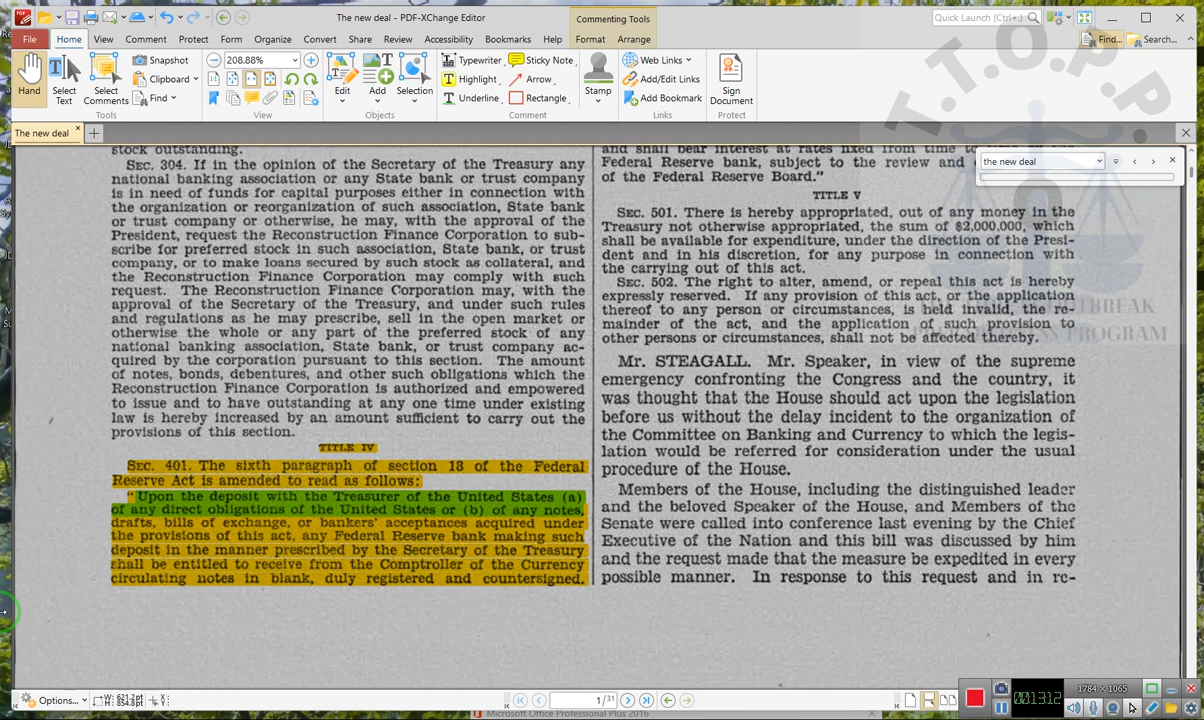 The new deal - PDF-XChange Editor
Commenting Tools
Quick Launch (Ctrl+.)
File
Home
View
Comment
Protect
Form
Organize
Convert
Share
Review
Accessibility
Bookmarks
Help
Format
Arrange
Find...
Search...
Hand
Select Text
Select Comments
Snapshot
Clipboard
Find
Tools
208.88%
View
Edit
Add
Selection
Objects
Typewriter
Sticky Note
Highlight
Arrow
Underline
Rectangle
Stamp
Comment
Web Links
Add/Edit Links
Add Bookmark
Links
Sign Document
Protect
T.T.O.P.P.
The new deal
the new deal
stock outstanding.
SEC. 304. If in the opinion of the Secretary of the Treasury any
national banking association or any State bank or trust company
is in need of funds for capital purposes either in connection with
the organization or reorganization of such association, State bank
or trust company or otherwise, he may, with the approval of the
President, request the Reconstruction Finance Corporation to sub-
scribe for preferred stock in such association, State bank, or trust
company, or to make loans secured by such stock as collateral, and
the Reconstruction Finance Corporation may comply with such
request. The Reconstruction Finance Corporation may, with the
approval of the Secretary of the Treasury, and under such rules
and regulations as he may prescribe, sell in the open market or
otherwise the whole or any part of the preferred stock of any
national banking association, State bank, or trust company ac-
quired by the corporation pursuant to this section. The amount
of notes, bonds, debentures, and other such obligations which the
Reconstruction Finance Corporation is authorized and empowered
to issue and to have outstanding at any one time under existing
law is hereby increased by an amount sufficient to carry out the
provisions of this section.
TITLE IV
SEC. 401. The sixth paragraph of section 18 of the Federal
Reserve Act is amended to read as follows:
"Upon the deposit with the Treasurer of the United States (a)
of any direct obligations of the United States or (b) of any notes,
drafts, bills of exchange, or bankers' acceptances acquired under
the provisions of this act, any Federal Reserve bank making such
deposit in the manner prescribed by the Secretary of the Treasury
shall be entitled to receive from the Comptroller of the Currency
circulating notes in blank, duly registered and countersigned.
and shall bear interest at rates fixed from time to
Federal Reserve bank, subject to the review and
of the Federal Reserve Board."
TITLE V
SEC. 501. There is hereby appropriated, out of any money in the
Treasury not otherwise appropriated, the sum of $2,000,000, which
shall be available for expenditure, under the direction of the Presi-
dent and in his discretion, for any purpose in connection with
the carrying out of this act.
SEC. 502. The right to alter, amend, or repeal this act is hereby
expressly reserved. If any provision of this act, or the application
thereof to any person or circumstances, is held invalid, the re-
mainder of the act, and the application of such provision to
other persons or circumstances, shall not be affected thereby.
Mr. STEAGALL. Mr. Speaker, in view of the supreme
emergency confronting the Congress and the country, it
was thought that the House should act upon the legislation
before us without the delay incident to the organization of
the Committee on Banking and Currency to which the legis-
lation would be referred for consideration under the usual
procedure of the House.
Members of the House, including the distinguished leader
and the beloved Speaker of the House, and Members of the
Senate were called into conference last evening by the Chief
Executive of the Nation and this bill was discussed by him
and the request made that the measure be expedited in every
possible manner. In response to this request and in re-
PROGRAM
Options...
W: 621.2pt
H: 854.8pt
X:
Y:
1 / 31
Microsoft Office Professional Plus 2016
1784 × 1065